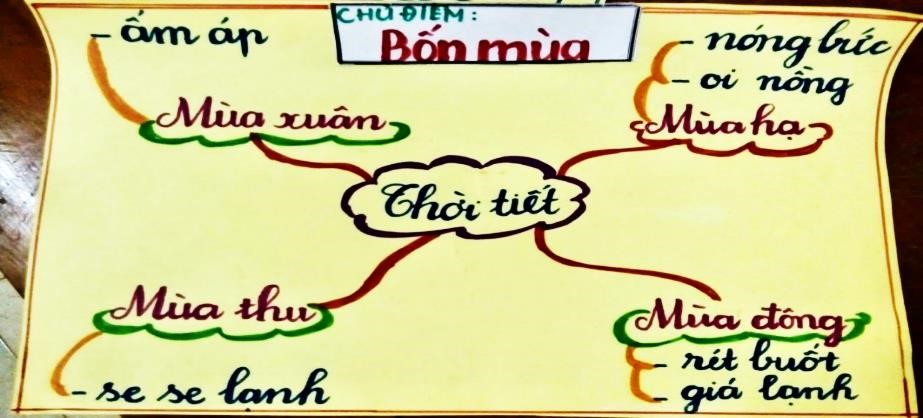 CHỦ ĐIỂM:
Bốn mùa
- ấm áp
Mùa xuân
- nóng bức
- oi nồng
Mùa hạ
Thời tiết
Mùa thu
- se se lạnh
Mùa đông
- rét buốt
- giá lạnh